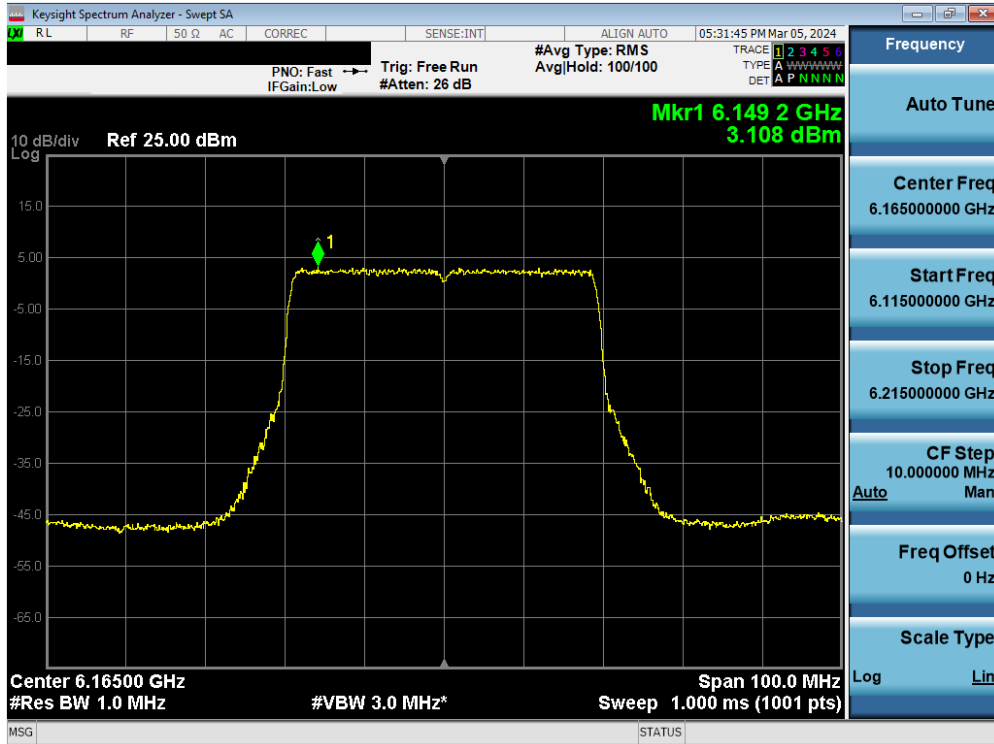 Keysight Spectrum Analyzer - Swept SA
LXI RL RF 50 Ω AC CORREC SENSE:INT ALIGN AUTO 05:31:45 PM Mar 05, 2024
PNO: Fast
IFGain:Low
Trig: Free Run
#Atten: 26 dB
#Avg Type: RMS
Avg|Hold: 100/100
TRACE 1 2 3 4 5 6
TYPE A WWWWW
DET A P N N N N
Mkr1 6.149 2 GHz
3.108 dBm
10 dB/div
Log
Ref 25.00 dBm
1
15.0
5.00
-5.00
-15.0
-25.0
-35.0
-45.0
-55.0
-65.0
Center 6.16500 GHz
Span 100.0 MHz
#Res BW 1.0 MHz
#VBW 3.0 MHz*
Sweep 1.000 ms (1001 pts)
MSG
STATUS
Frequency
Auto Tune
Center Freq
6.165000000 GHz
Start Freq
6.115000000 GHz
Stop Freq
6.215000000 GHz
CF Step
10.000000 MHz
Auto Man
Freq Offset
0 Hz
Scale Type
Log Lin